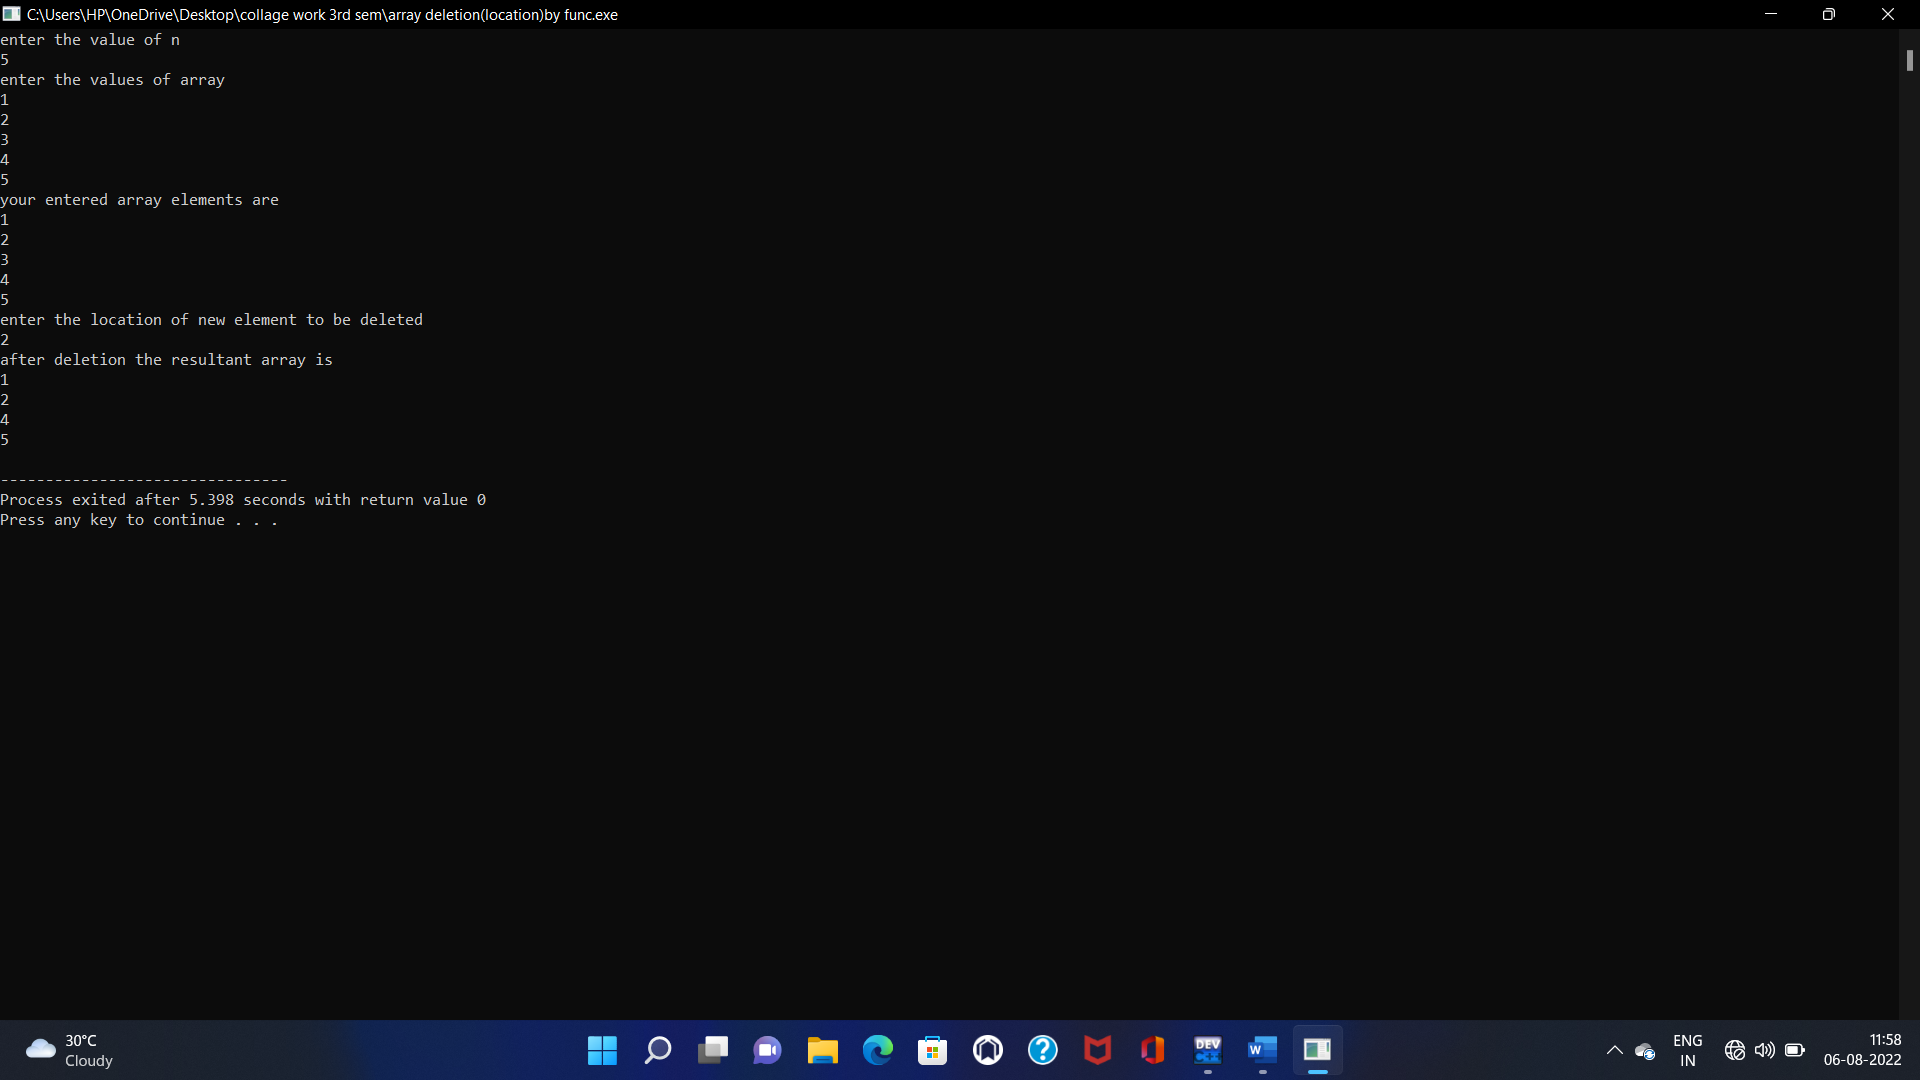 C:\Users\HP\OneDrive\Desktop\collage work 3rd sem\array deletion(location)by func.exe
enter the value of n
5
enter the values of array
1
2
3
4
5
your entered array elements are
1
2
3
4
5
enter the location of new element to be deleted
2
after deletion the resultant array is
1
2
4
5
--------------------------------
Process exited after 5.398 seconds with return value 0
Press any key to continue . . .
30°C
Cloudy
DEV
C++
W
ENG
IN
11:58
06-08-2022